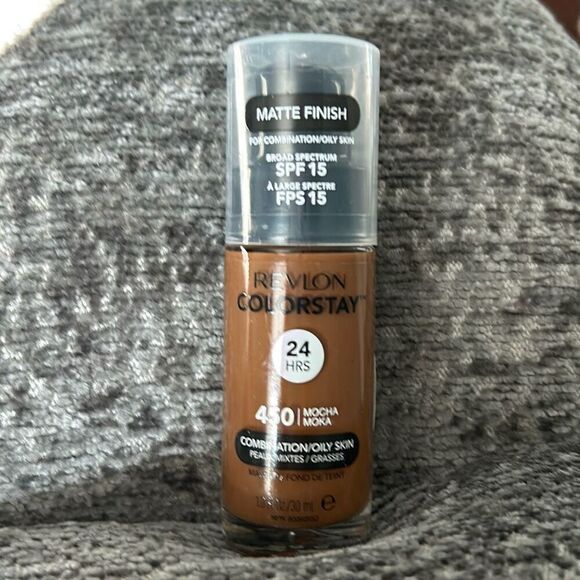 MATTE FINISH
FOR COMBINATION/OILY SKIN
BROAD SPECTRUM
SPF 15
À LARGE SPECTRE
FPS 15
REVLON
COLORSTAY™
24
HRS
450 | MOCHA
MOKA
COMBINATION/OILY SKIN
PEAUX MIXTES / GRASSES
FOND DE TEINT
/30 ml e